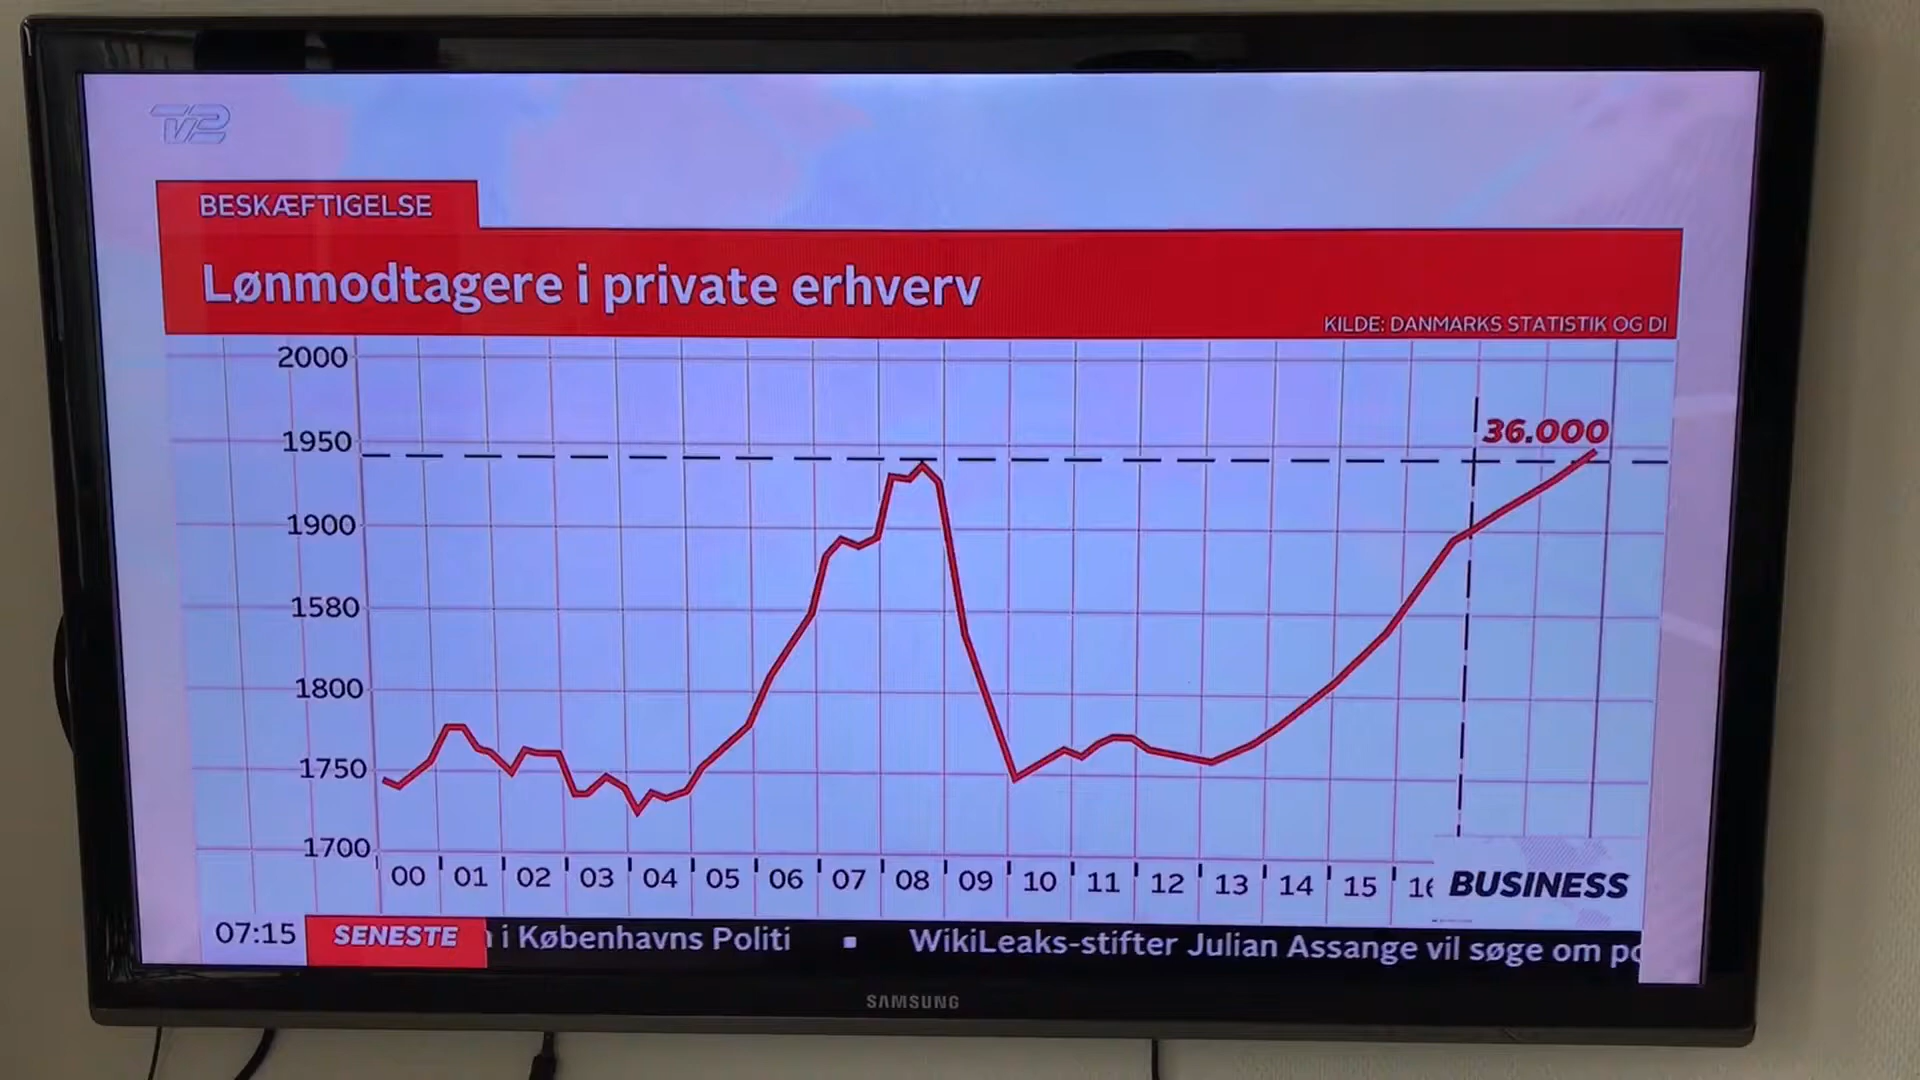 TV2
BESKÆFTIGELSE
Lønmodtagere i private erhverv
KILDE: DANMARKS STATISTIK OG DI
2000
1950
1900
1580
1800
1750
1700
36.000
00 01 02 03 04 05 06 07 08 09 10 11 12 13 14 15 16
BUSINESS
07:15 SENESTE i Københavns Politi ▪ WikiLeaks-stifter Julian Assange vil søge om po
SAMSUNG